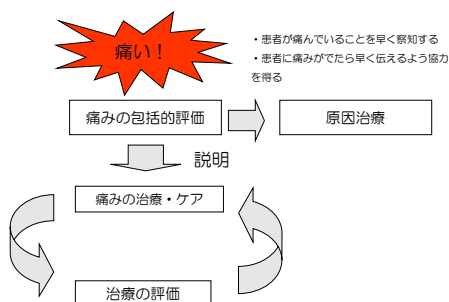 痛い！
・患者が痛んでいることを早く察知する
・患者に痛みがでたら早く伝えるよう協力
を得る
痛みの包括的評価
原因治療
説明
痛みの治療・ケア
治療の評価